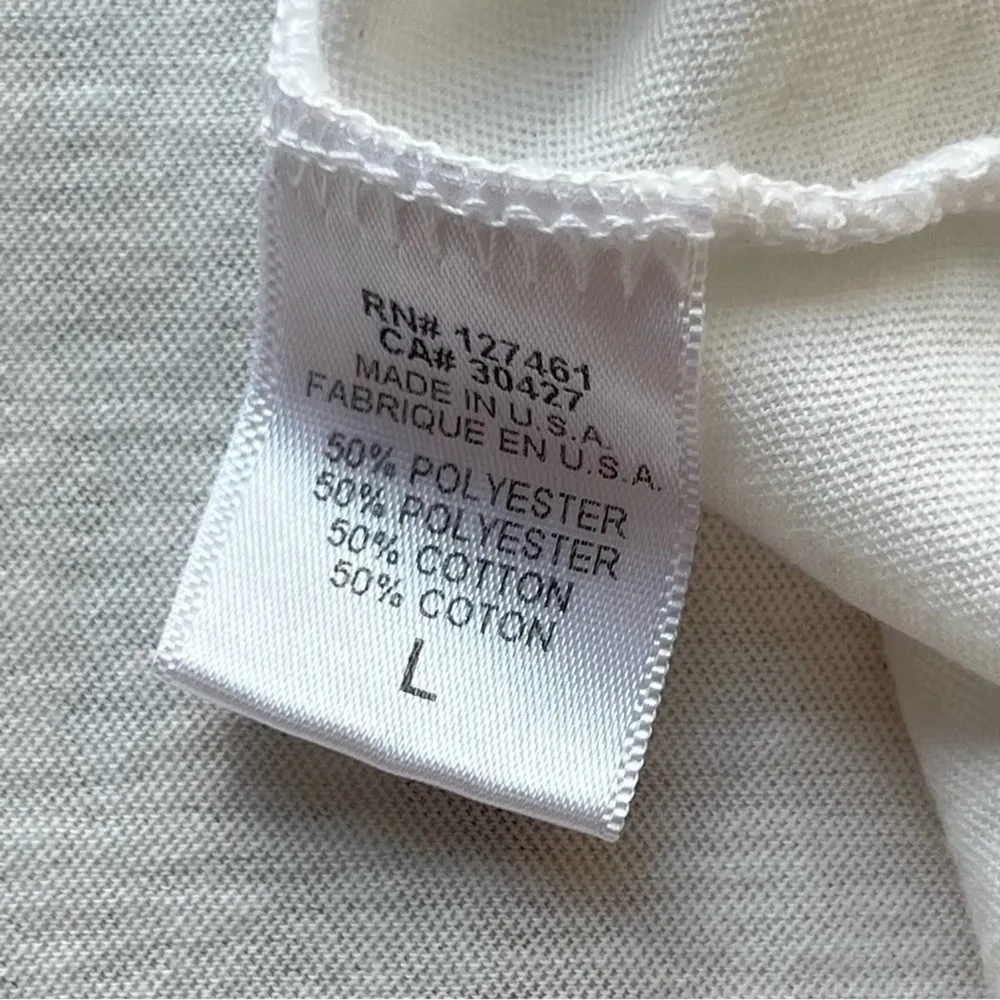 RN# 127461
CA# 30427
MADE IN U.S.A.
FABRIQUE EN U.S.A.
50% POLYESTER
50% POLYESTER
50% COTTON
50% COTON
L